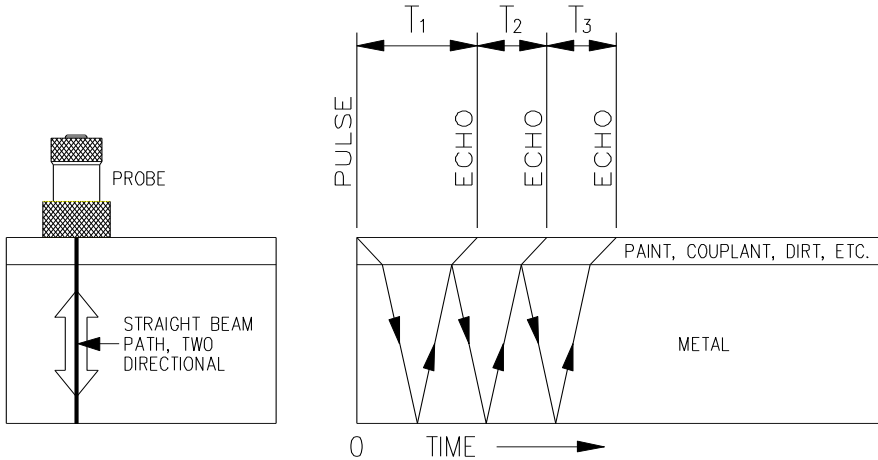 T1 T2 T3
PULSE
ECHO
ECHO
ECHO
PROBE
PAINT, COUPLANT, DIRT, ETC.
STRAIGHT BEAM
PATH, TWO
DIRECTIONAL
METAL
0 TIME